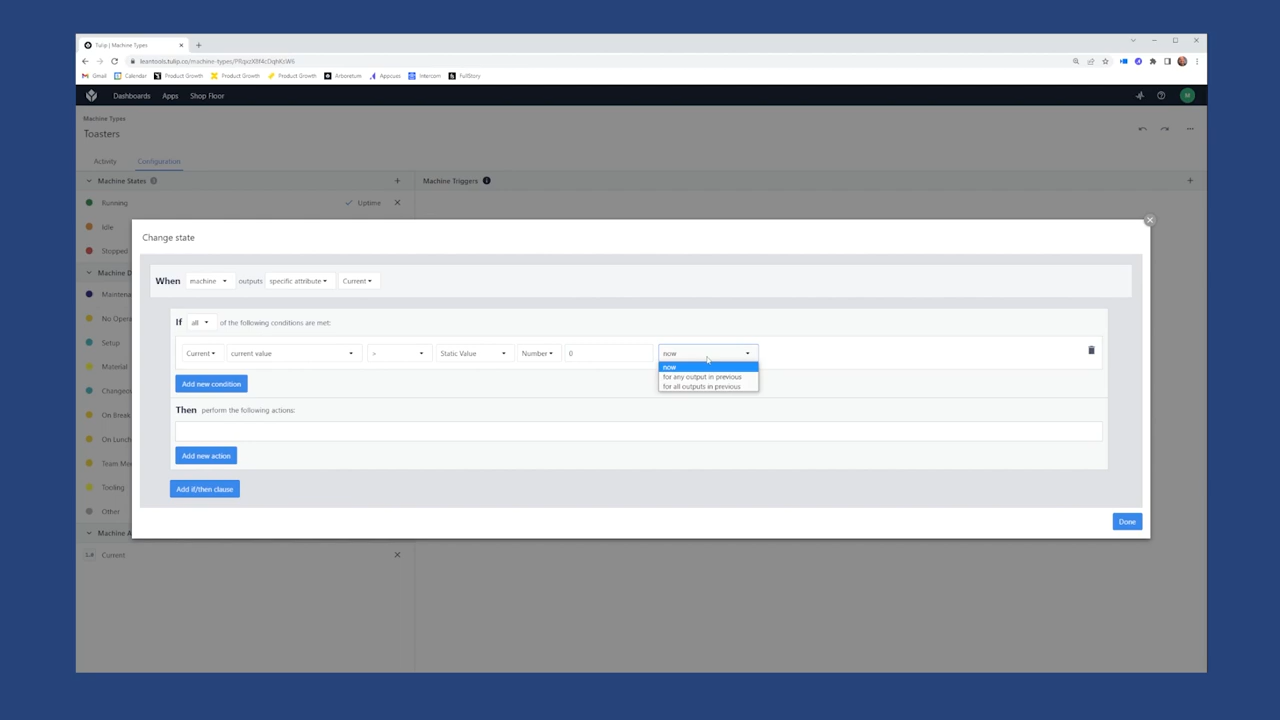 Tulip | Machine Types
leantools.tulip.co/machine-types/PRqxzXBf4cDqhKrW6
Gmail Calendar Product Growth Product Growth Product Growth Arboretum Appcues Intercom FullStory
Dashboards Apps Shop Floor
Machine Types
Toasters
Activity Configuration
Machine States Machine Triggers
Running Uptime
Idle
Stopped
Machine D
Maintena
No Opera
Setup
Material
Changeov
On Break
On Lunch
Team Mee
Tooling
Other
Machine A
1.# Current
Change state
When machine outputs specific attribute Current
If all of the following conditions are met:
Current current value > Static Value Number 0 now
now
for any output in previous
for all outputs in previous
Add new condition
Then perform the following actions:
Add new action
Add if/then clause
Done